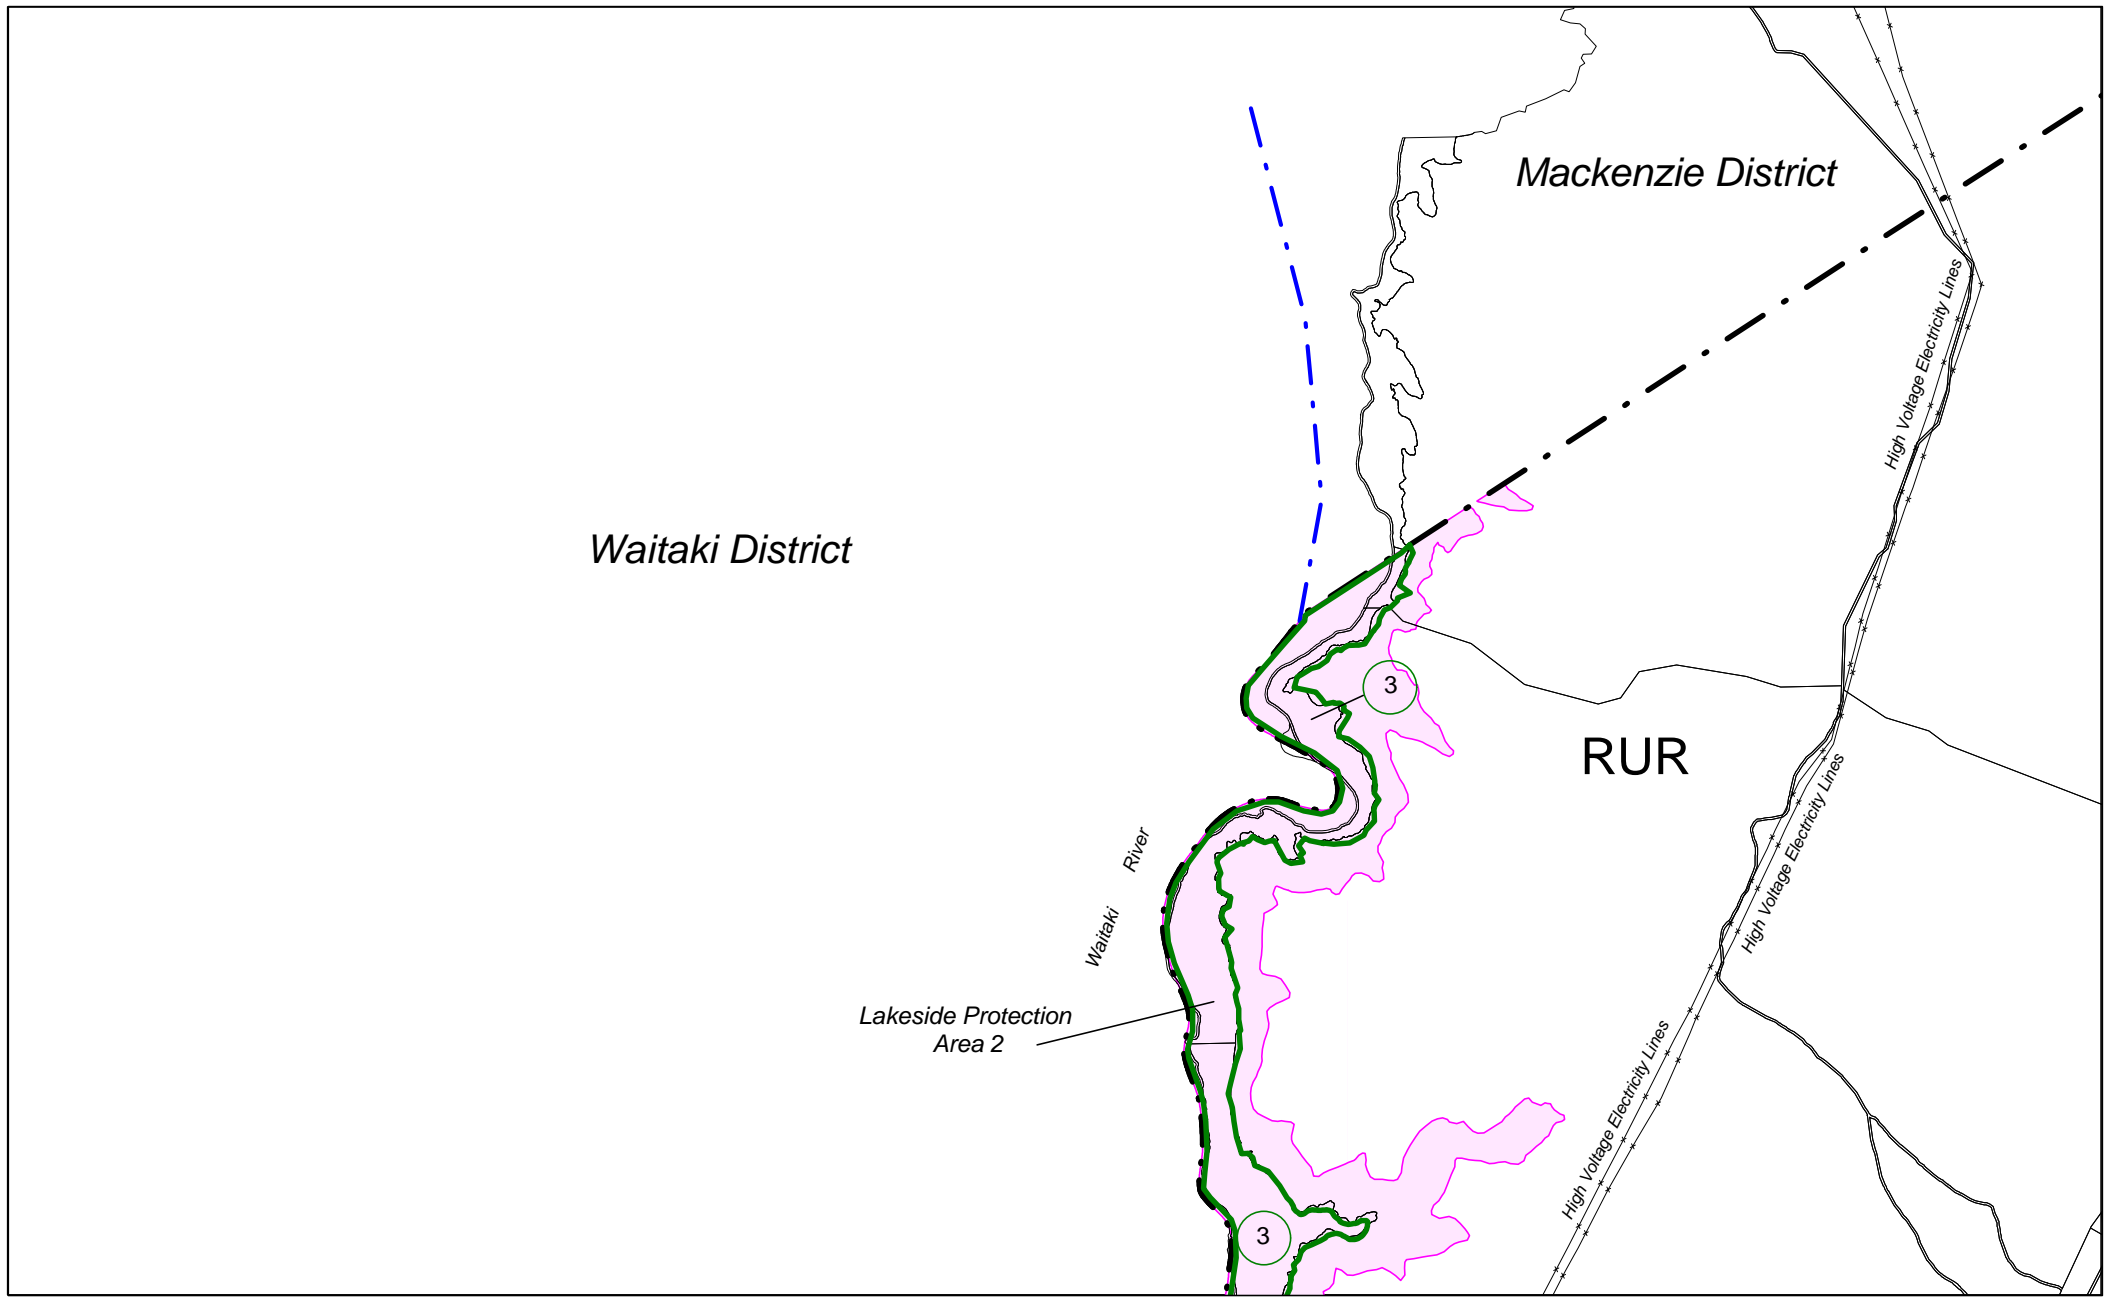 Mackenzie District
High Voltage Electricity Lines
Waitaki District
3
RUR
High Voltage Electricity Lines
Waitaki River
Lakeside Protection
Area 2
High Voltage Electricity Lines
3